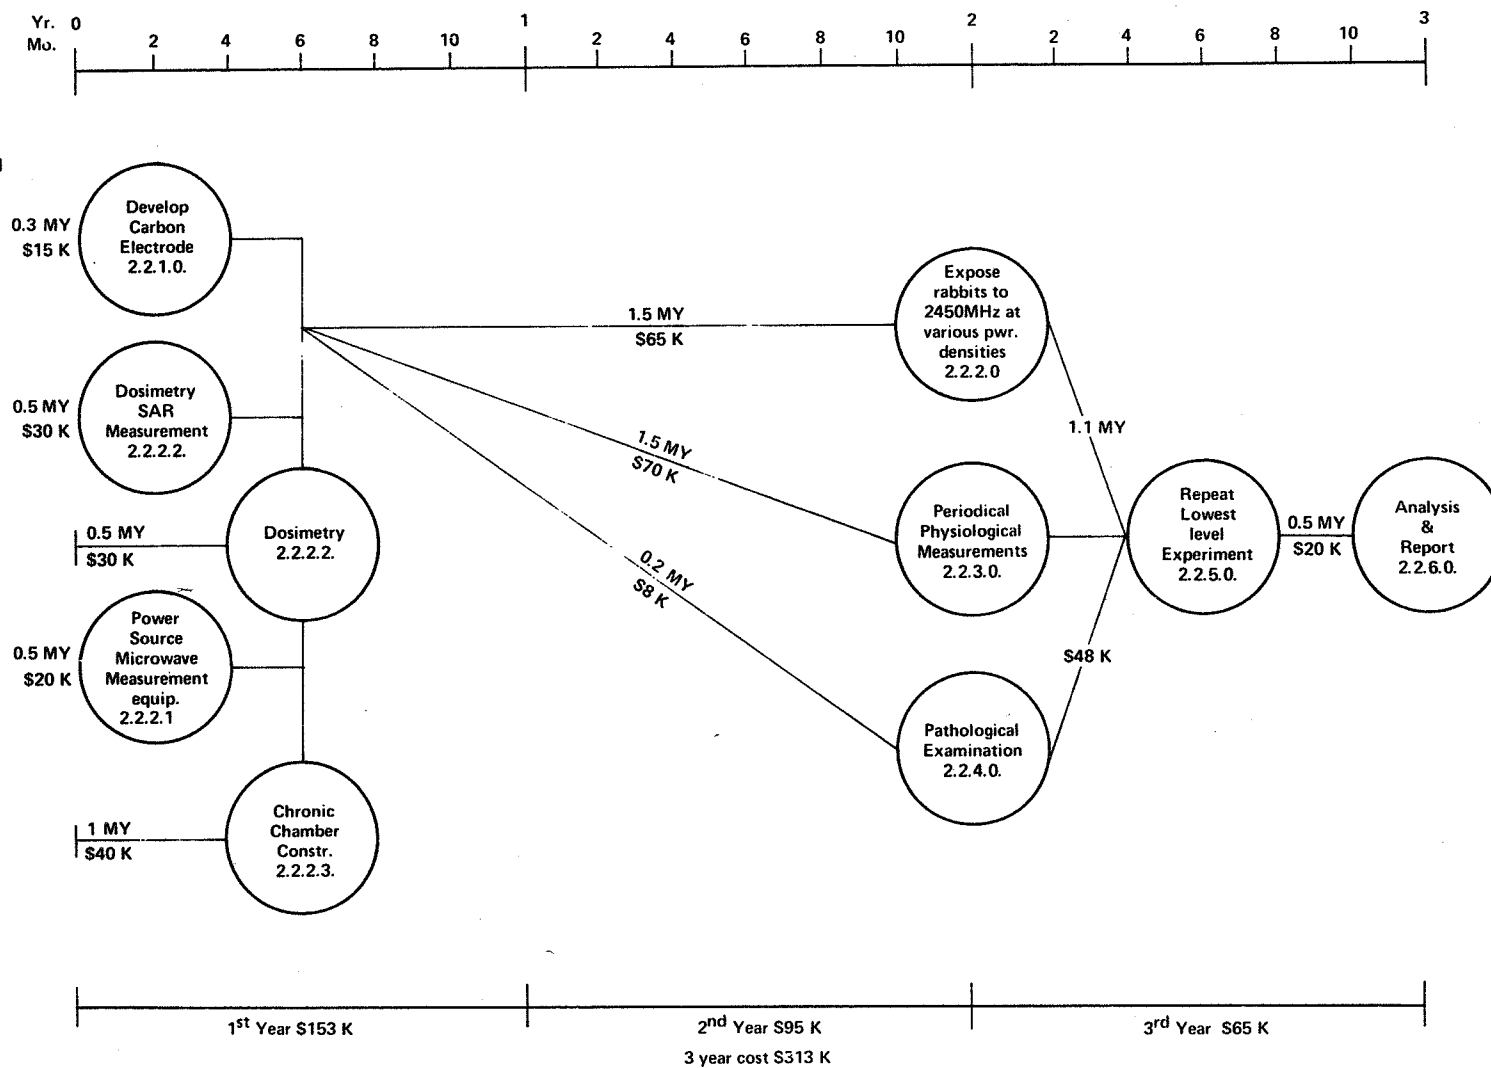 Yr. 0 1 2 3
Mo. 2 4 6 8 10 2 4 6 8 10 2 4 6 8 10
0.3 MY
$15 K
Develop
Carbon
Electrode
2.2.1.0.
0.5 MY
$30 K
Dosimetry
SAR
Measurement
2.2.2.2.
0.5 MY
$30 K
Dosimetry
2.2.2.2.
0.5 MY
$20 K
Power
Source
Microwave
Measurement
equip.
2.2.2.1
1 MY
$40 K
Chronic
Chamber
Constr.
2.2.2.3.
1.5 MY
$65 K
1.5 MY
$70 K
0.2 MY
$8 K
Expose
rabbits to
2450MHz at
various pwr.
densities
2.2.2.0
Periodical
Physiological
Measurements
2.2.3.0.
Pathological
Examination
2.2.4.0.
1.1 MY
$48 K
Repeat
Lowest
level
Experiment
2.2.5.0.
0.5 MY
$20 K
Analysis
&
Report
2.2.6.0.
1st Year $153 K
2nd Year $95 K
3rd Year $65 K
3 year cost $313 K